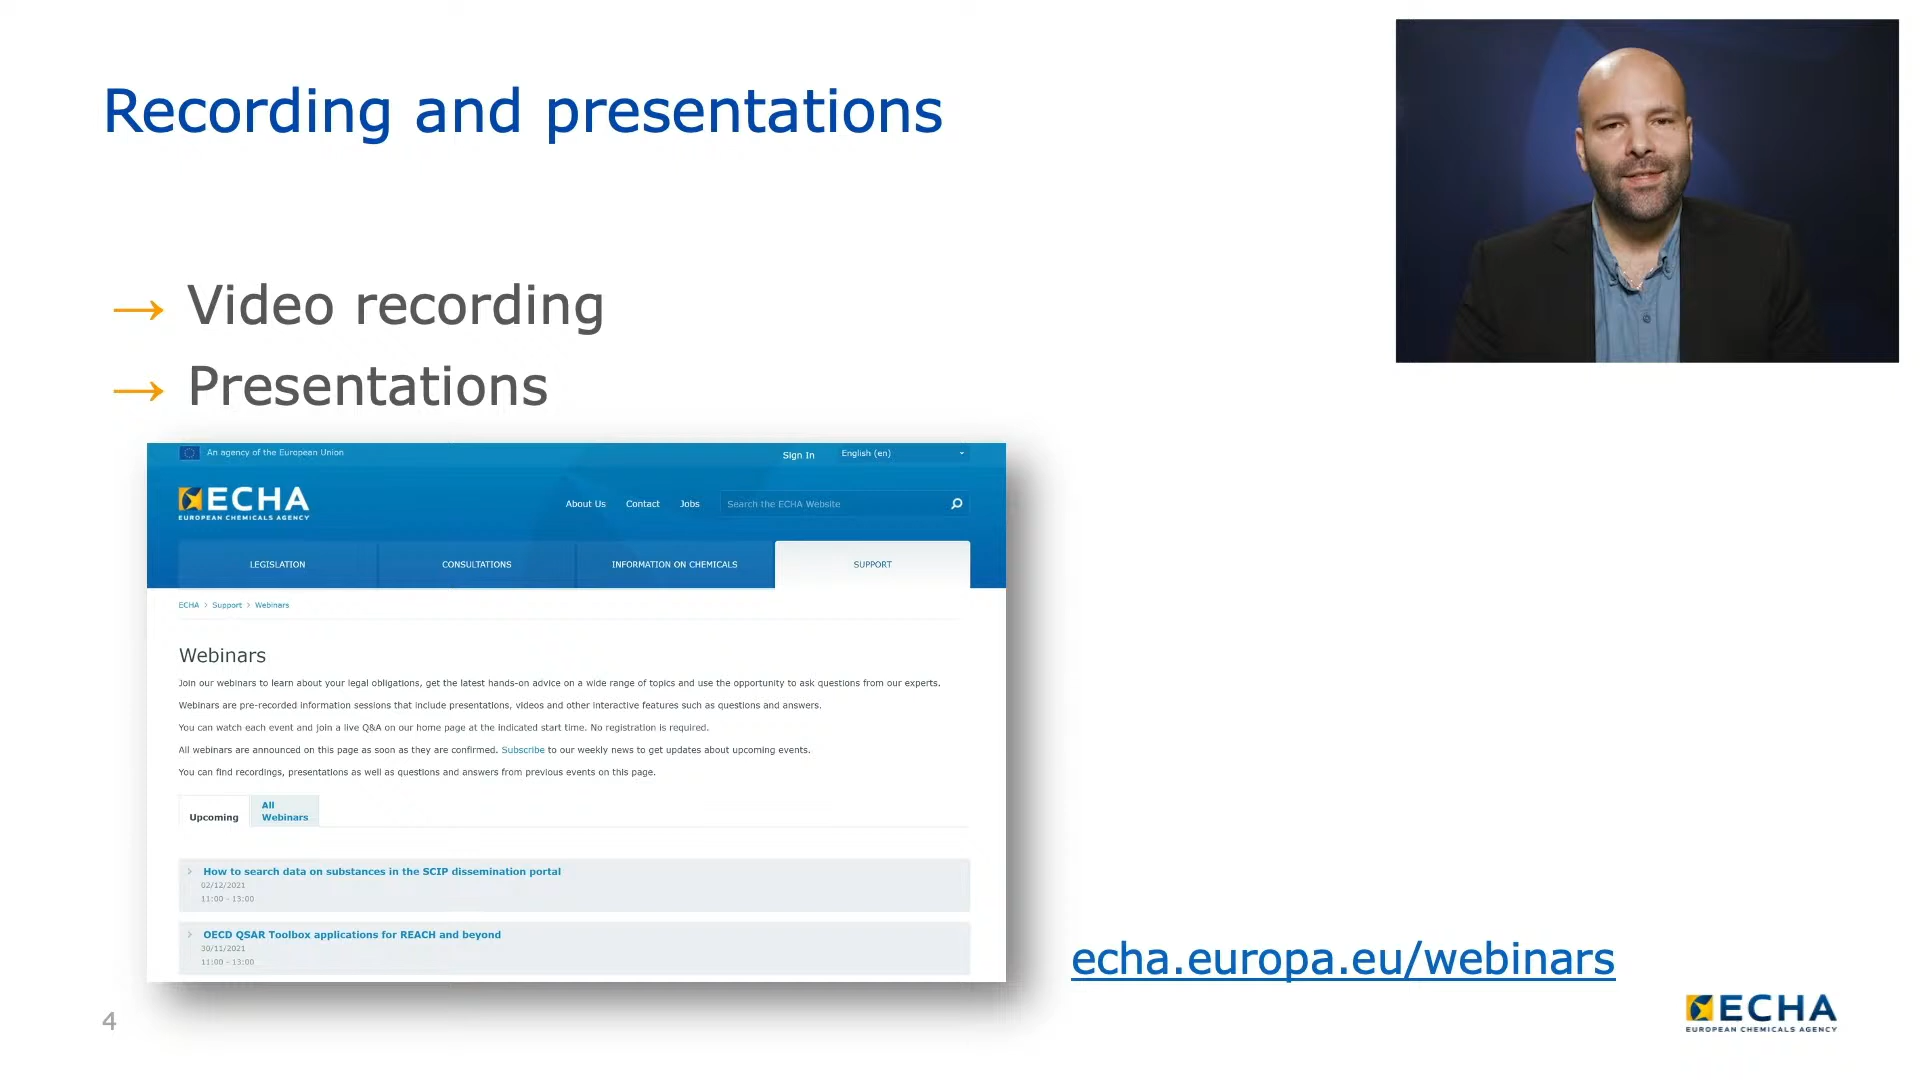 Recording and presentations
→ Video recording
→ Presentations
An agency of the European Union
Sign In
English (en)
ECHA
EUROPEAN CHEMICALS AGENCY
About Us Contact Jobs Search the ECHA Website
LEGISLATION CONSULTATIONS INFORMATION ON CHEMICALS SUPPORT
ECHA > Support > Webinars
Webinars
Join our webinars to learn about your legal obligations, get the latest hands-on advice on a wide range of topics and use the opportunity to ask questions from our experts.
Webinars are pre-recorded information sessions that include presentations, videos and other interactive features such as questions and answers.
You can watch each event and join a live Q&A on our home page at the indicated start time. No registration is required.
All webinars are announced on this page as soon as they are confirmed. Subscribe to our weekly news to get updates about upcoming events.
You can find recordings, presentations as well as questions and answers from previous events on this page.
Upcoming
All
Webinars
> How to search data on substances in the SCIP dissemination portal
02/12/2021
11:00 - 13:00
> OECD QSAR Toolbox applications for REACH and beyond
30/11/2021
11:00 - 13:00
echa.europa.eu/webinars
4
ECHA
EUROPEAN CHEMICALS AGENCY